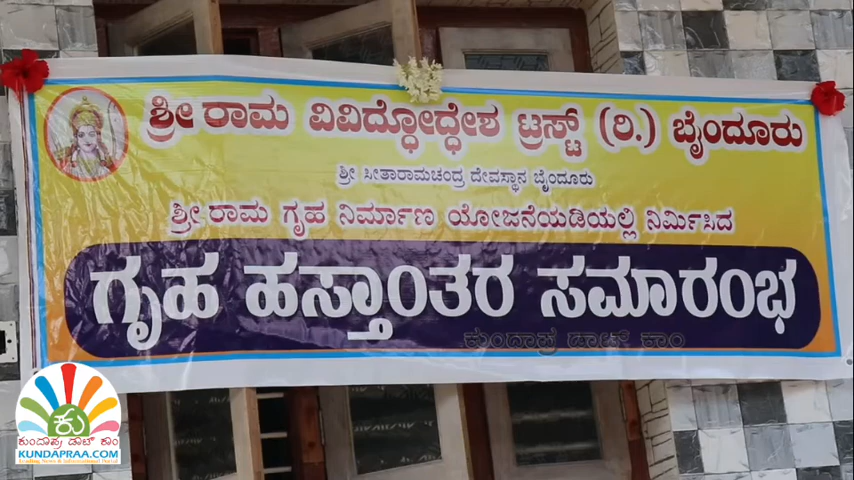 ಶ್ರೀ ರಾಮ ವಿವಿದ್ಧೋದ್ಧೇಶ ಟ್ರಸ್ಟ್ (ರಿ.) ಬೈಂದೂರು
ಶ್ರೀ ಸೀತಾರಾಮಚಂದ್ರ ದೇವಸ್ಥಾನ ಬೈಂದೂರು
ಶ್ರೀ ರಾಮ ಗೃಹ ನಿರ್ಮಾಣ ಯೋಜನೆಯಡಿಯಲ್ಲಿ ನಿರ್ಮಿಸಿದ
ಗೃಹ ಹಸ್ತಾಂತರ ಸಮಾರಂಭ
ಕುಂದಾಪ್ರ ಡಾಟ್ ಕಾಂ
ಕು
ಕುಂದಾಪ್ರ ಡಾಟ್ ಕಾಂ
KUNDAPRAA.COM